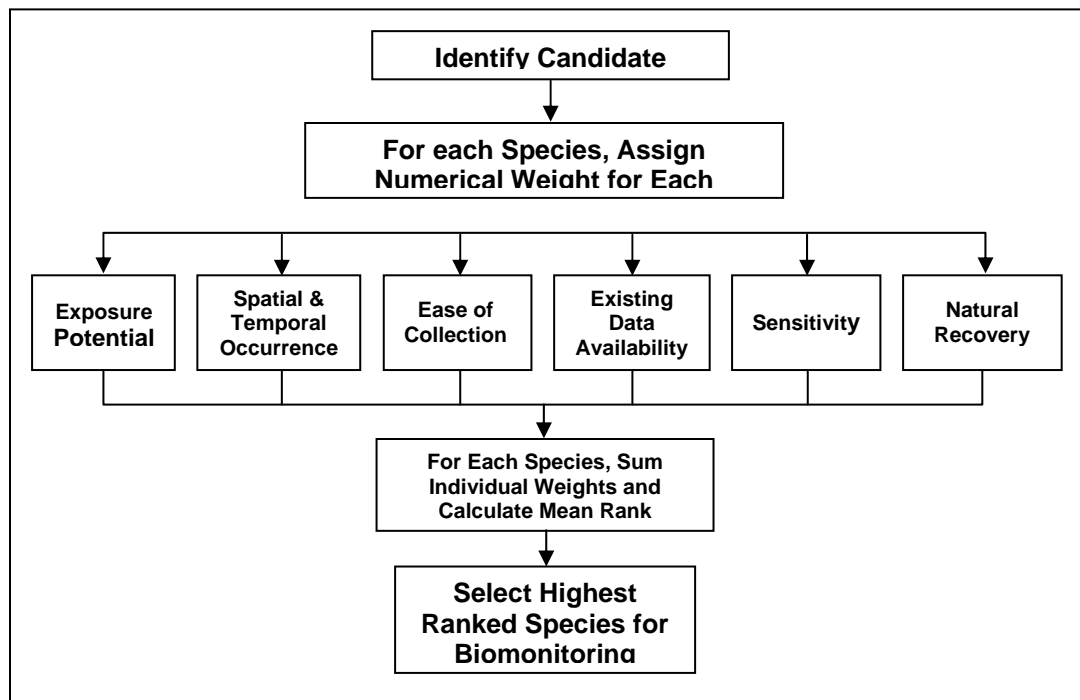 Identify Candidate
For each Species, Assign
Numerical Weight for Each
Exposure
Potential
Spatial &
Temporal
Occurrence
Ease of
Collection
Existing
Data
Availability
Sensitivity
Natural
Recovery
For Each Species, Sum
Individual Weights and
Calculate Mean Rank
Select Highest
Ranked Species for
Biomonitoring